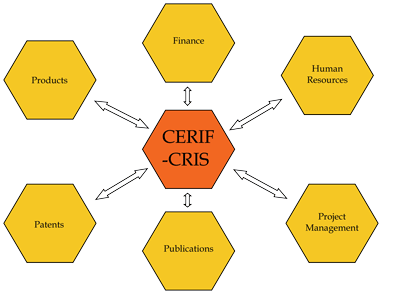 Finance
Products
Human
Resources
CERIF
-CRIS
Patents
Project
Management
Publications